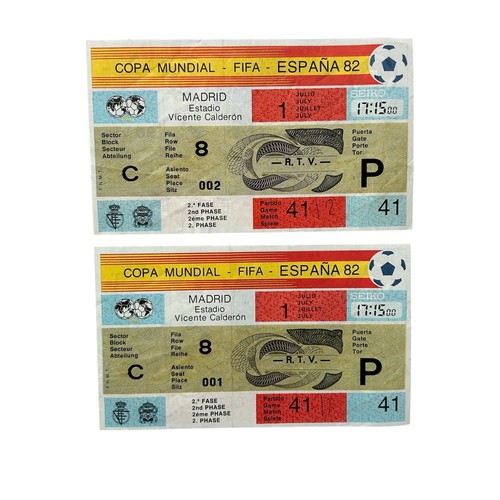 COPA MUNDIAL - FIFA - ESPAÑA 82
MADRID
Estadio
Vicente Calderón
1
JULIO
JULY
JUILLET
JULY
SEIKO
17:15 00
Sector
Block
Secteur
Abteilung
C
Fila
Row
File
Reihe
8
Asiento
Seat
Place
Sitz
002
— R.T.V. —
Puerta
Gate
Porte
Tor
P
F.N.M.T.
2.ª FASE
2nd PHASE
2ème PHASE
2. PHASE
Partido
Game
Match
Spiele
41
41
COPA MUNDIAL - FIFA - ESPAÑA 82
MADRID
Estadio
Vicente Calderón
1
JULIO
JULY
JUILLET
JULY
SEIKO
17:15 00
Sector
Block
Secteur
Abteilung
C
Fila
Row
File
Reihe
8
Asiento
Seat
Place
Sitz
001
— R.T.V. —
Puerta
Gate
Porte
Tor
P
F.N.M.T.
2.ª FASE
2nd PHASE
2ème PHASE
2. PHASE
Partido
Game
Match
Spiele
41
41